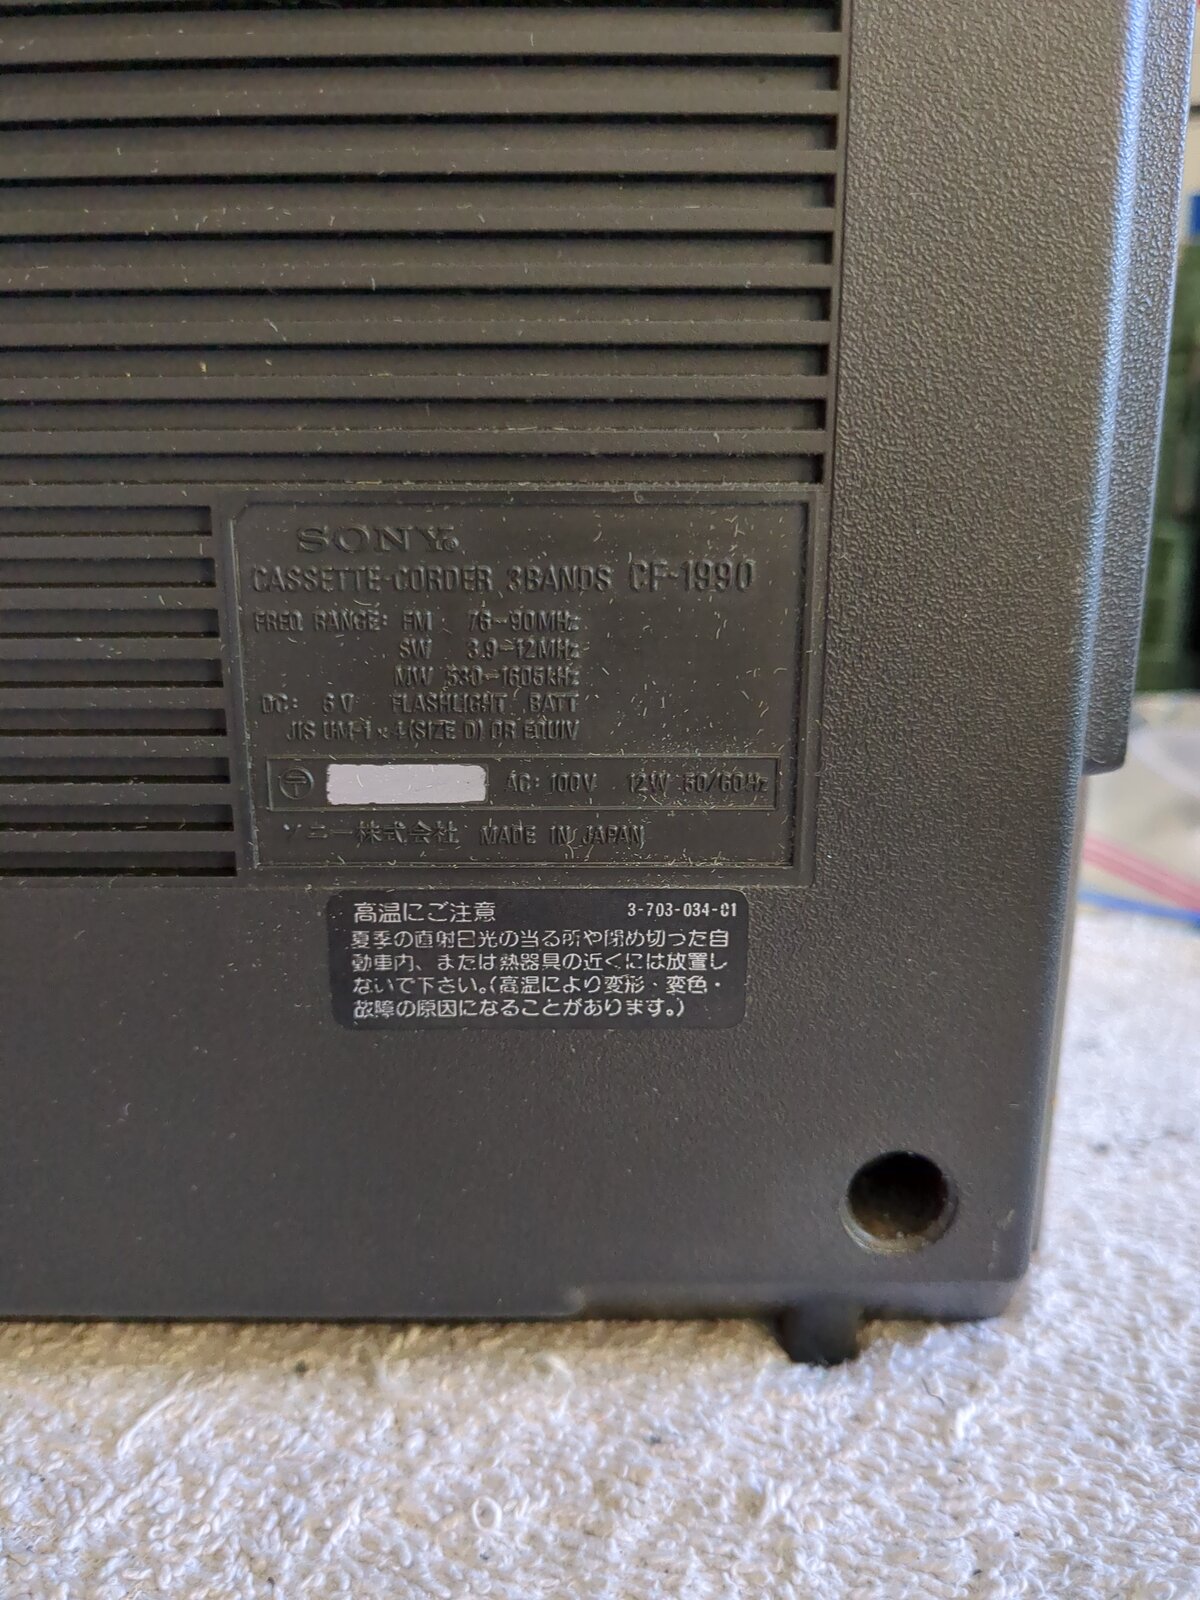 SONY®
CASSETTE-CORDER 3BANDS CF-1990
FREQ RANGE: FM 76~90MHz
SW 3.9~12MHz
MW 530~1605kHz
DC: 6V FLASHLIGHT BATT
JIS UM-1 x 4(SIZE D) OR EQUIV
〒 AC: 100V 12W 50/60Hz
ソニー株式会社 MADE IN JAPAN
高温にご注意 3-703-034-01
夏季の直射日光の当る所や閉め切った自
動車内、または熱器具の近くには放置し
ないで下さい。(高温により変形・変色・
故障の原因になることがあります。)